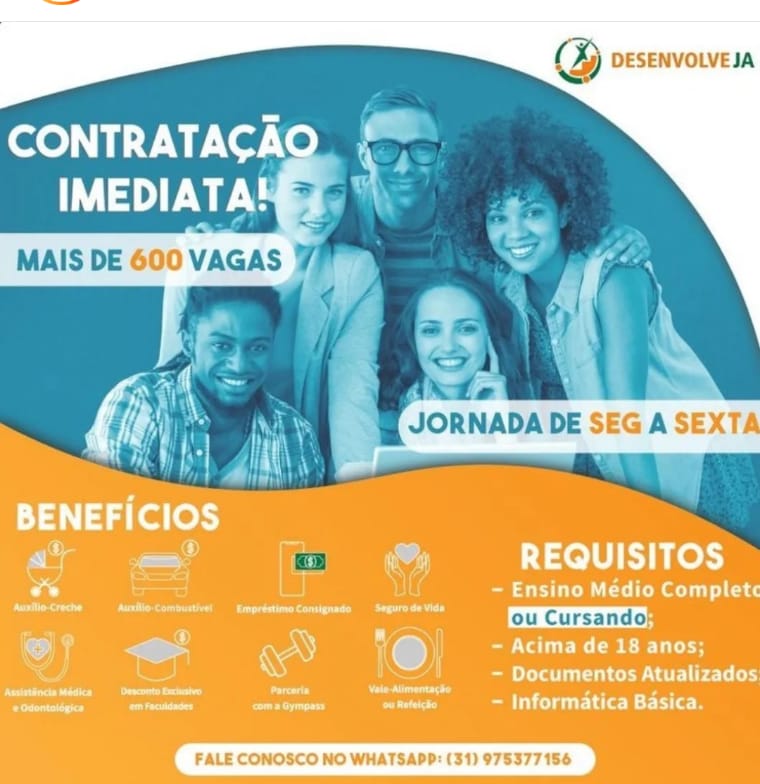 DESENVOLVE JA
CONTRATAÇÃO
IMEDIATA!
MAIS DE 600 VAGAS
JORNADA DE SEG A SEXTA
BENEFÍCIOS
Auxílio-Creche
Auxílio-Combustível
Empréstimo Consignado
Seguro de Vida
Assistência Médica
e Odontológica
Desconto Exclusivo
em Faculdades
Parceria
com a Gympass
Vale-Alimentação
ou Refeição
REQUISITOS
– Ensino Médio Completo
ou Cursando;
– Acima de 18 anos;
– Documentos Atualizados;
– Informática Básica.
FALE CONOSCO NO WHATSAPP: (31) 975377156